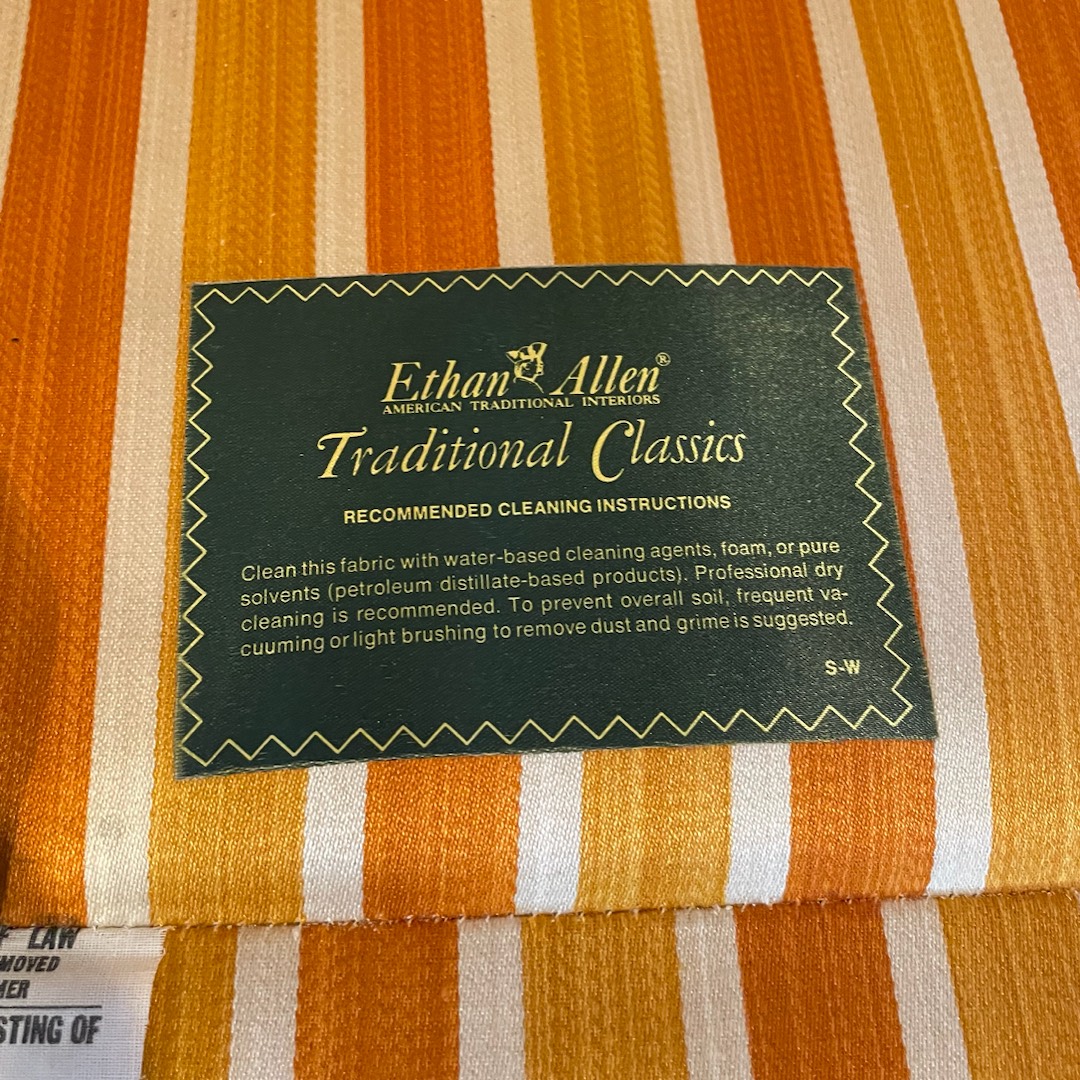 Ethan Allen®
AMERICAN TRADITIONAL INTERIORS
Traditional Classics
RECOMMENDED CLEANING INSTRUCTIONS
Clean this fabric with water-based cleaning agents, foam, or pure
solvents (petroleum distillate-based products). Professional dry
cleaning is recommended. To prevent overall soil, frequent va-
cuuming or light brushing to remove dust and grime is suggested.
S-W
LAW
MOVED
MER
STING OF